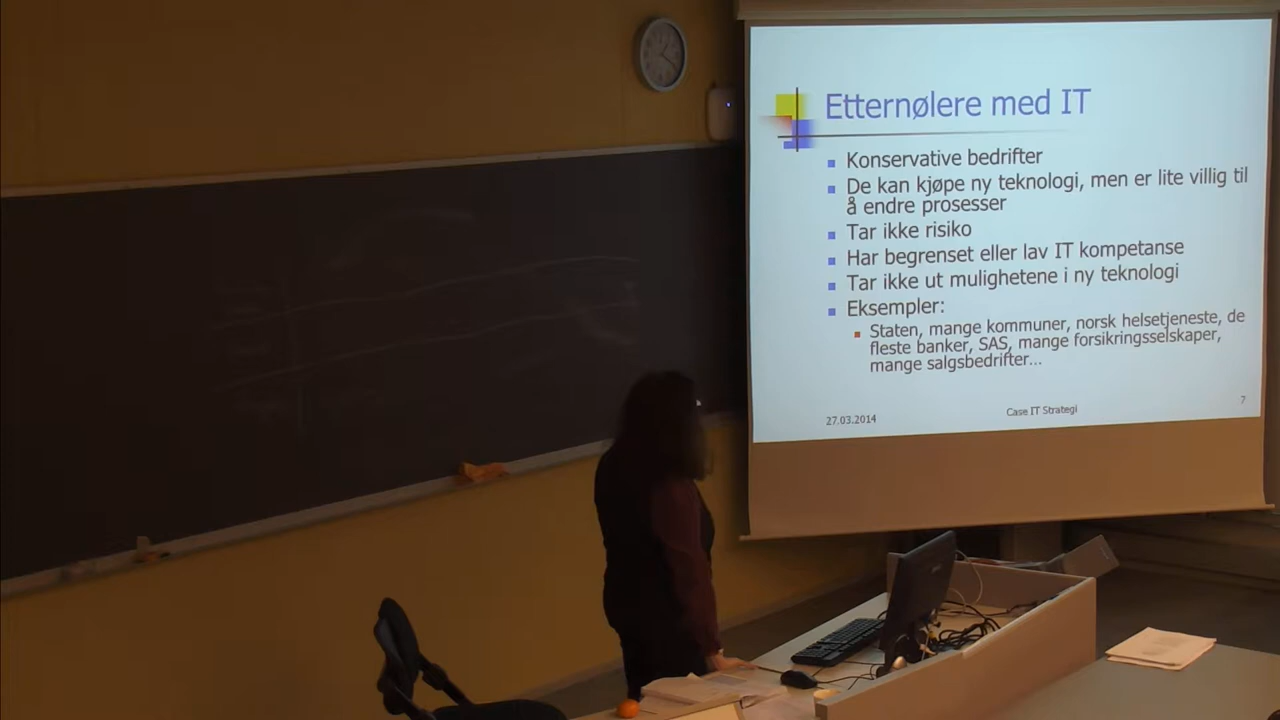 Etternølere med IT
Konservative bedrifter
De kan kjøpe ny teknologi, men er lite villig til
å endre prosesser
Tar ikke risiko
Har begrenset eller lav IT kompetanse
Tar ikke ut mulighetene i ny teknologi
Eksempler:
Staten, mange kommuner, norsk helsetjeneste, de
fleste banker, SAS, mange forsikringsselskaper,
mange salgsbedrifter...
27.03.2014
Case IT Strategi
7